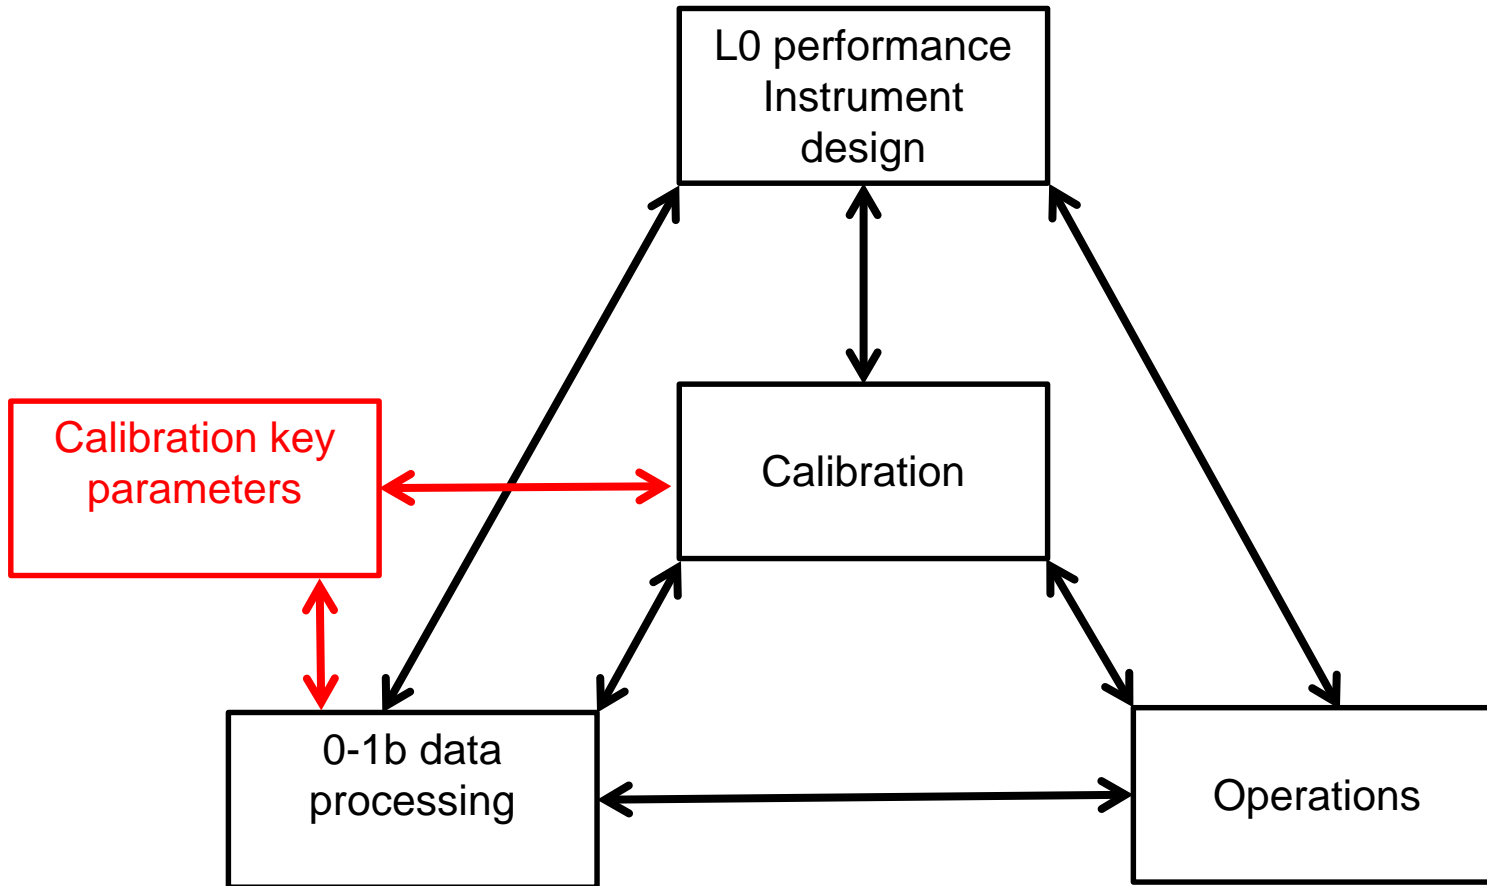 L0 performance
Instrument
design
Calibration key
parameters
Calibration
0-1b data
processing
Operations